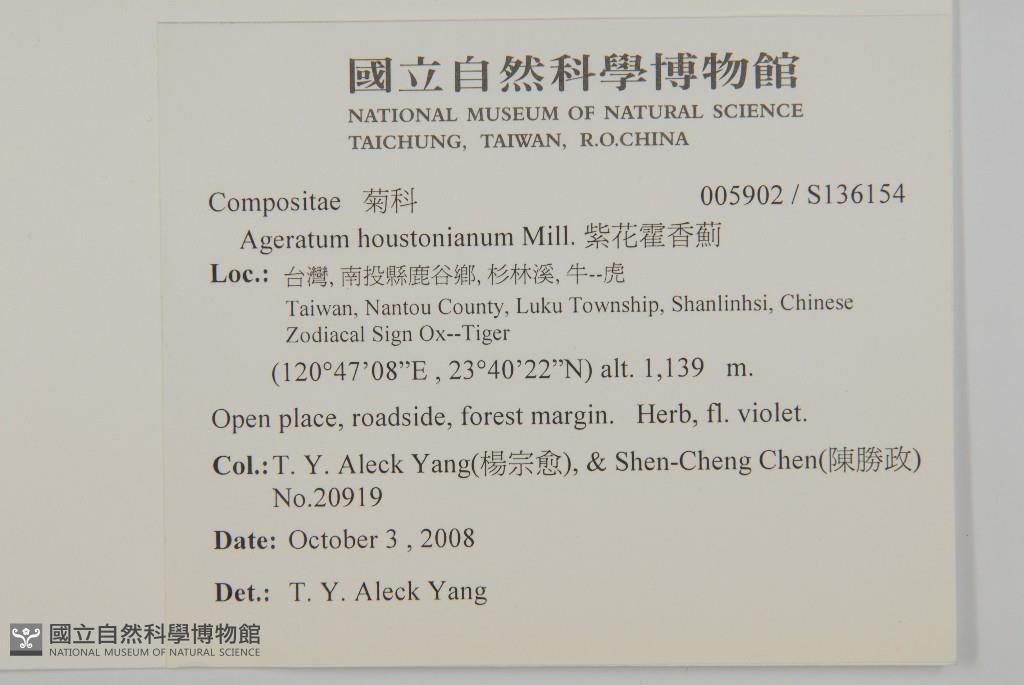 國立自然科學博物館
NATIONAL MUSEUM OF NATURAL SCIENCE
TAICHUNG, TAIWAN, R.O.CHINA
Compositae 菊科 005902 / S136154
Ageratum houstonianum Mill. 紫花霍香薊
Loc.: 台灣, 南投縣鹿谷鄉, 杉林溪, 牛--虎
Taiwan, Nantou County, Luku Township, Shanlinhsi, Chinese
Zodiacal Sign Ox--Tiger
(120°47’08”E , 23°40’22”N) alt. 1,139 m.
Open place, roadside, forest margin. Herb, fl. violet.
Col.: T. Y. Aleck Yang(楊宗愈), & Shen-Cheng Chen(陳勝政)
No.20919
Date: October 3 , 2008
Det.: T. Y. Aleck Yang
國立自然科學博物館
NATIONAL MUSEUM OF NATURAL SCIENCE